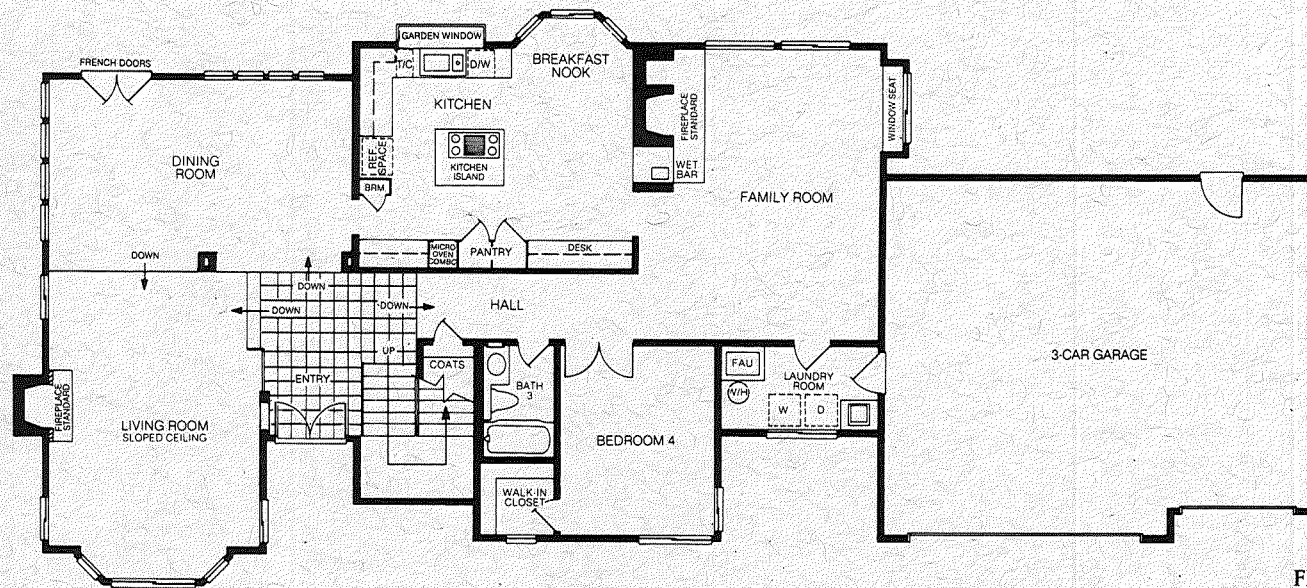 GARDEN WINDOW
FRENCH DOORS
T/C
D/W
BREAKFAST
NOOK
KITCHEN
DINING
ROOM
REF.
SPACE
KITCHEN
ISLAND
BRM.
FIREPLACE
STANDARD
WET
BAR
WINDOW SEAT
FAMILY ROOM
MICRO
OVEN
COMBO
PANTRY
DESK
DOWN
DOWN
DOWN
DOWN
HALL
UP
ENTRY
COATS
BATH
3
FAU
W/H
LAUNDRY
ROOM
W
D
3-CAR GARAGE
FIREPLACE
STANDARD
LIVING ROOM
SLOPED CEILING
BEDROOM 4
WALK-IN
CLOSET